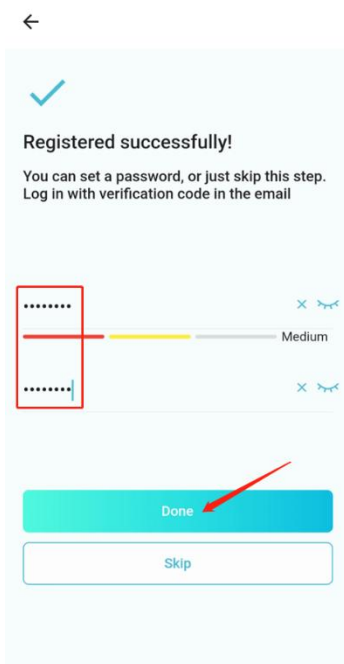 Registered successfully!
You can set a password, or just skip this step.
Log in with verification code in the email
••••••••
Medium
••••••••
Done
Skip